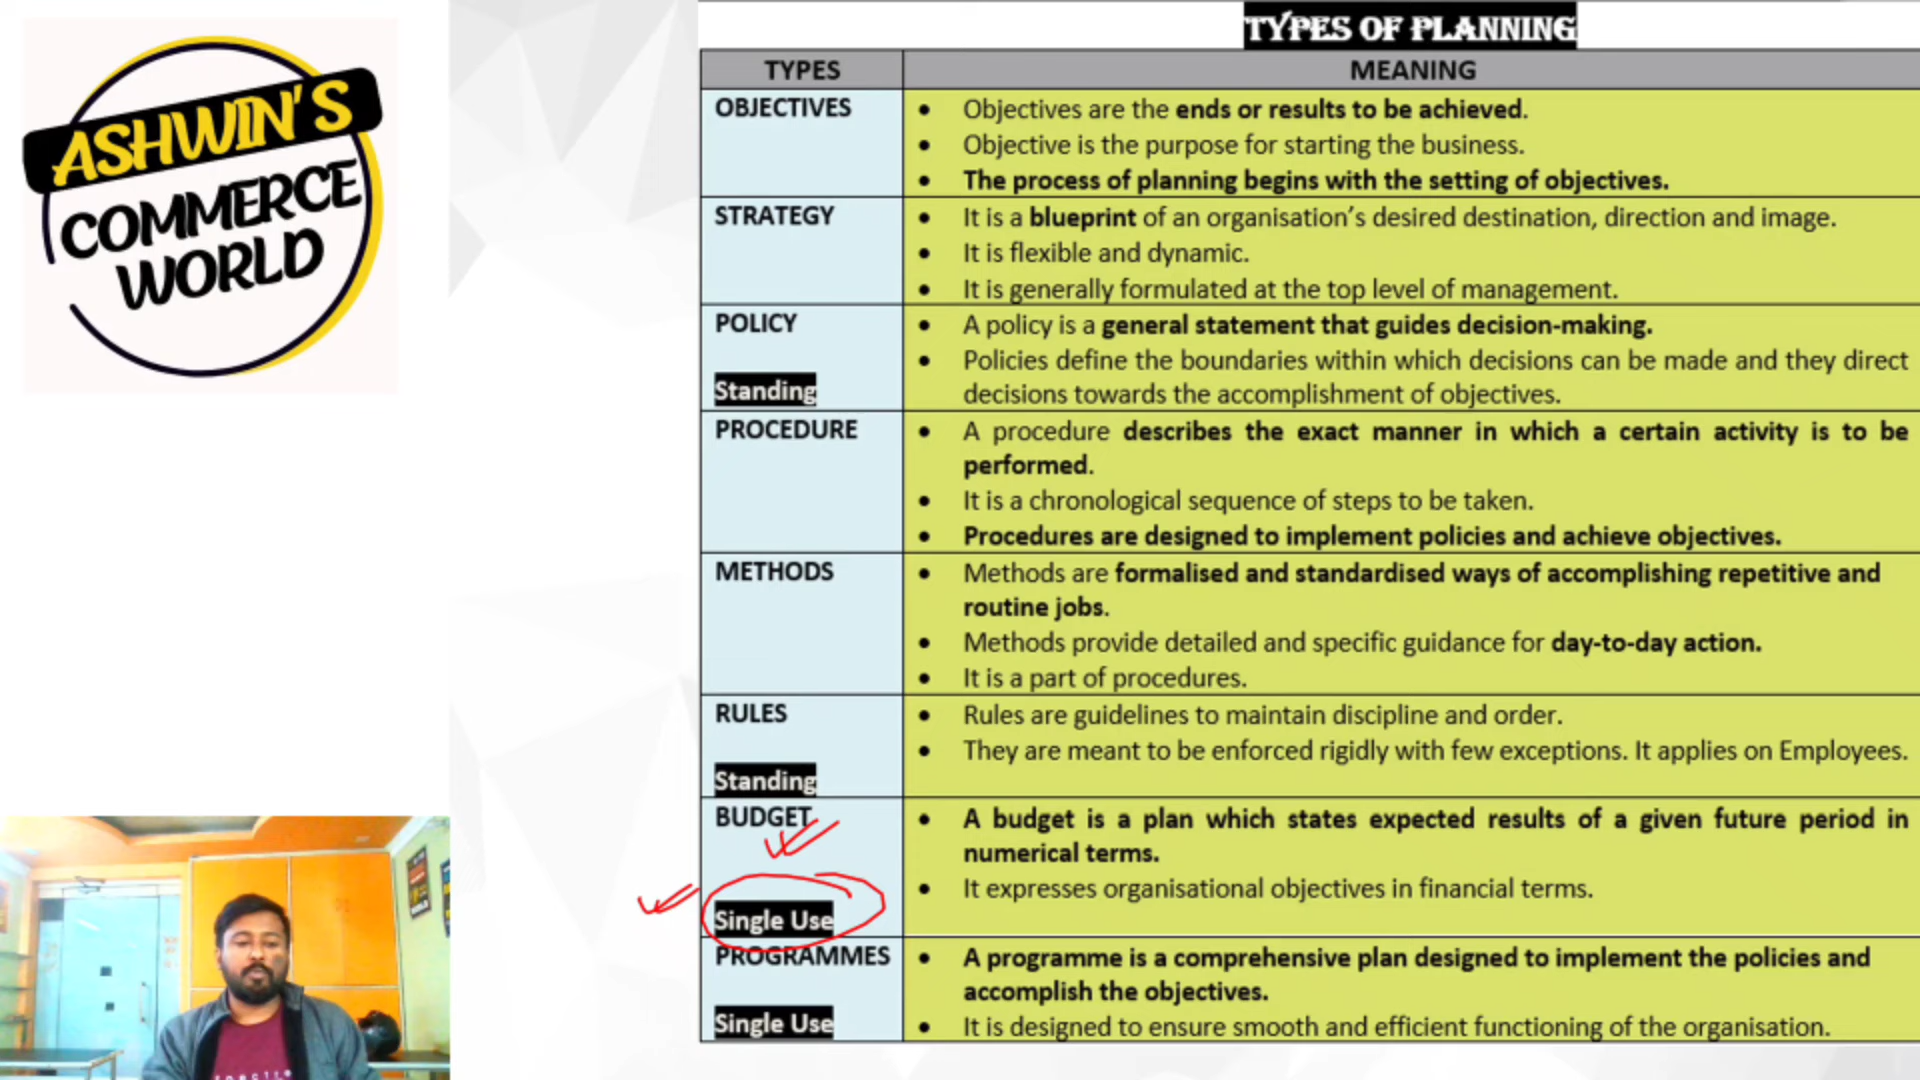 ASHWIN'S
COMMERCE
WORLD
TYPES OF PLANNING
TYPES MEANING
OBJECTIVES
• Objectives are the ends or results to be achieved.
• Objective is the purpose for starting the business.
• The process of planning begins with the setting of objectives.
STRATEGY
• It is a blueprint of an organisation's desired destination, direction and image.
• It is flexible and dynamic.
• It is generally formulated at the top level of management.
POLICY
Standing
• A policy is a general statement that guides decision-making.
• Policies define the boundaries within which decisions can be made and they direct
decisions towards the accomplishment of objectives.
PROCEDURE
• A procedure describes the exact manner in which a certain activity is to be
performed.
• It is a chronological sequence of steps to be taken.
• Procedures are designed to implement policies and achieve objectives.
METHODS
• Methods are formalised and standardised ways of accomplishing repetitive and
routine jobs.
• Methods provide detailed and specific guidance for day-to-day action.
• It is a part of procedures.
RULES
Standing
• Rules are guidelines to maintain discipline and order.
• They are meant to be enforced rigidly with few exceptions. It applies on Employees.
BUDGET
Single Use
• A budget is a plan which states expected results of a given future period in
numerical terms.
• It expresses organisational objectives in financial terms.
PROGRAMMES
Single Use
• A programme is a comprehensive plan designed to implement the policies and
accomplish the objectives.
• It is designed to ensure smooth and efficient functioning of the organisation.